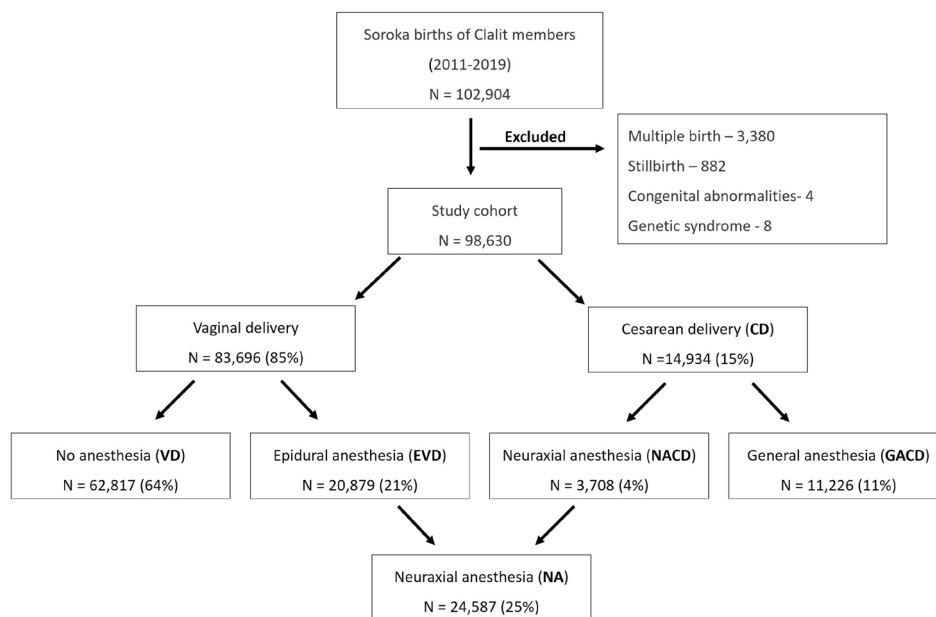 Soroka births of Clalit members
(2011-2019)
N = 102,904
Excluded
Multiple birth – 3,380
Stillbirth – 882
Congenital abnormalities- 4
Genetic syndrome - 8
Study cohort
N = 98,630
Vaginal delivery
N = 83,696 (85%)
Cesarean delivery (CD)
N =14,934 (15%)
No anesthesia (VD)
N = 62,817 (64%)
Epidural anesthesia (EVD)
N = 20,879 (21%)
Neuraxial anesthesia (NACD)
N = 3,708 (4%)
General anesthesia (GACD)
N = 11,226 (11%)
Neuraxial anesthesia (NA)
N = 24,587 (25%)